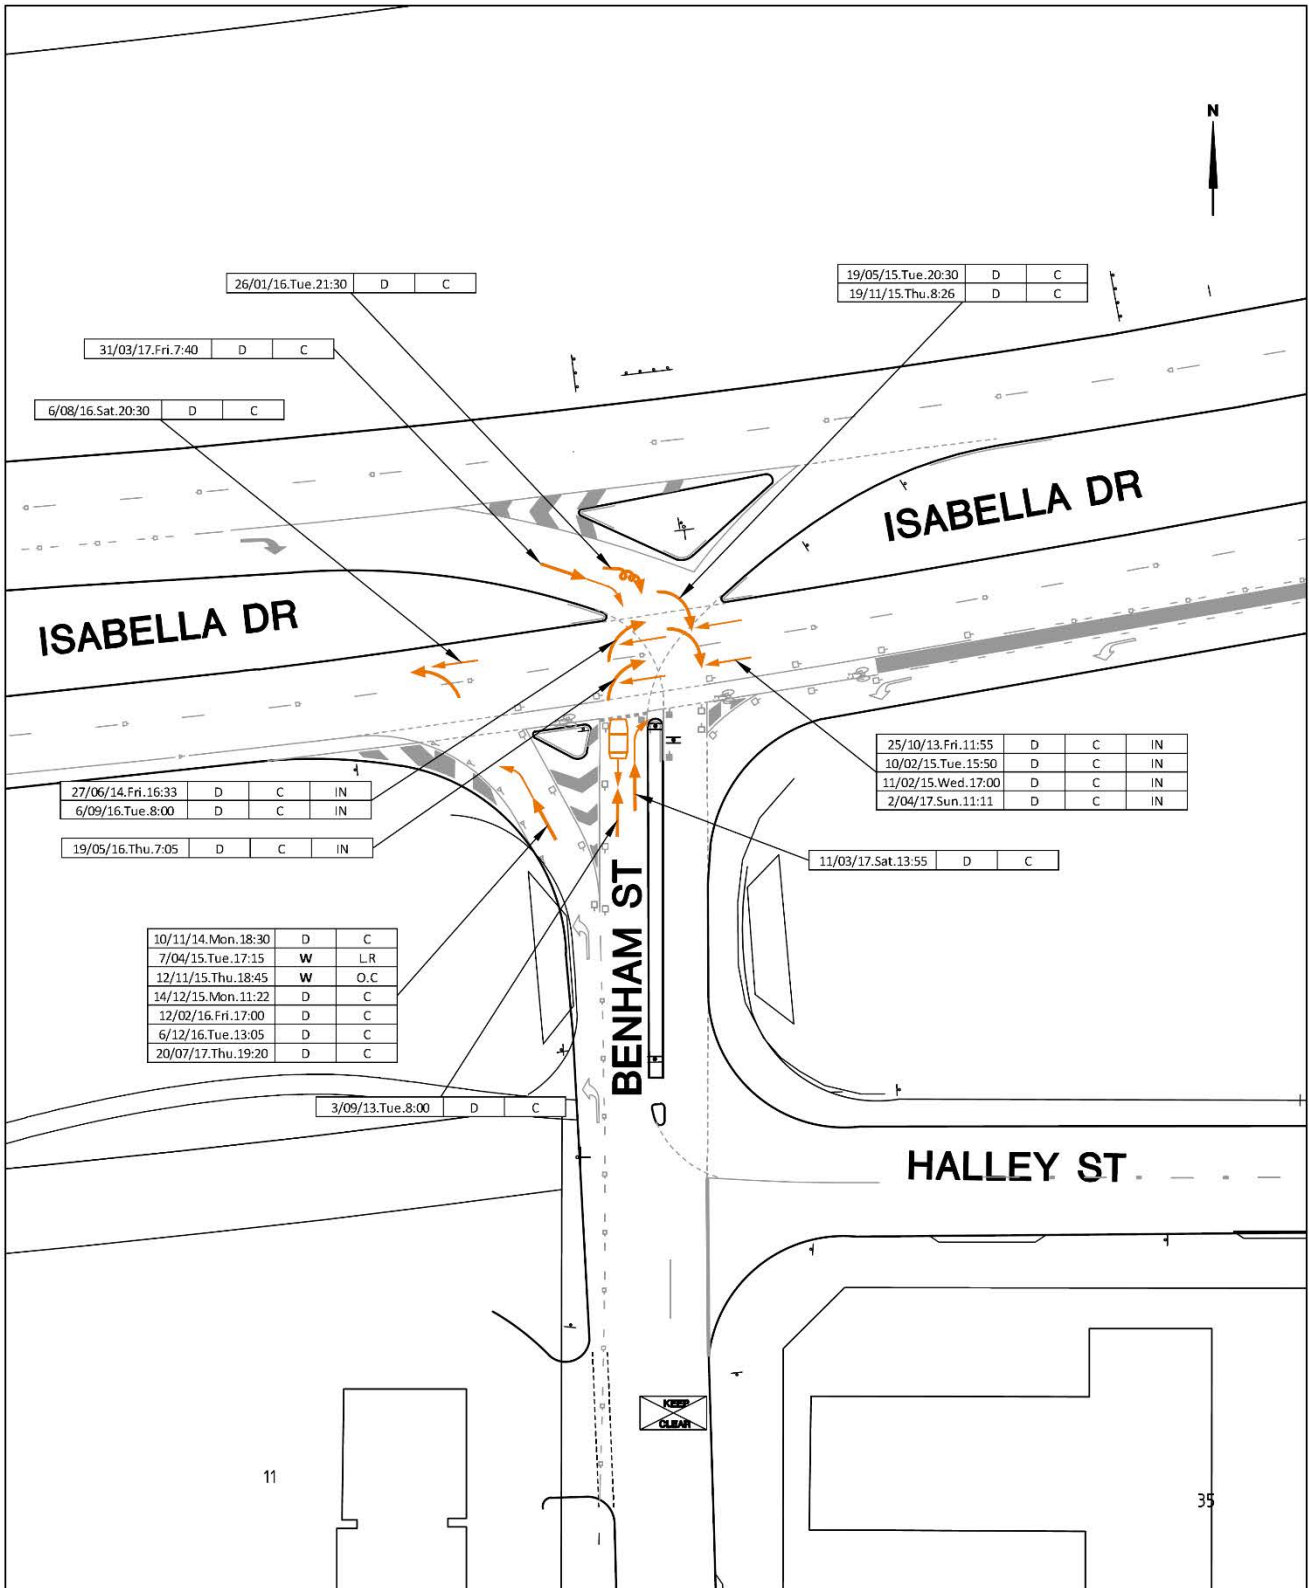 N
26/01/16.Tue.21:30 D C
19/05/15.Tue.20:30 D C
19/11/15.Thu.8:26 D C
31/03/17.Fri.7:40 D C
6/08/16.Sat.20:30 D C
ISABELLA DR
ISABELLA DR
25/10/13.Fri.11:55 D C IN
10/02/15.Tue.15:50 D C IN
11/02/15.Wed.17:00 D C IN
2/04/17.Sun.11:11 D C IN
27/06/14.Fri.16:33 D C IN
6/09/16.Tue.8:00 D C IN
19/05/16.Thu.7:05 D C IN
11/03/17.Sat.13:55 D C
BENHAM ST
10/11/14.Mon.18:30 D C
7/04/15.Tue.17:15 W L.R
12/11/15.Thu.18:45 W O.C
14/12/15.Mon.11:22 D C
12/02/16.Fri.17:00 D C
6/12/16.Tue.13:05 D C
20/07/17.Thu.19:20 D C
3/09/13.Tue.8:00 D C
HALLEY ST
KEEP
CLEAR
11
35